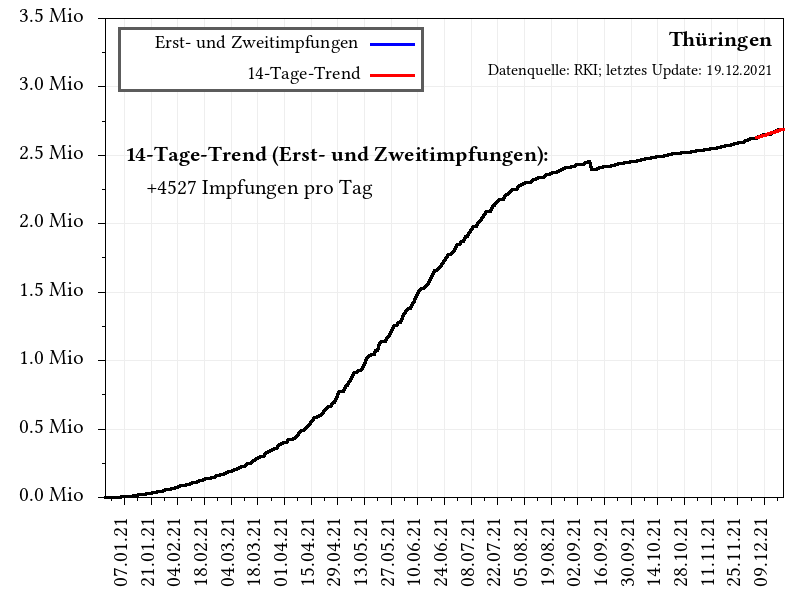 3.5 Mio
3.0 Mio
2.5 Mio
2.0 Mio
1.5 Mio
1.0 Mio
0.5 Mio
0.0 Mio
Erst- und Zweitimpfungen
14-Tage-Trend
Thüringen
Datenquelle: RKI; letztes Update: 19.12.2021
14-Tage-Trend (Erst- und Zweitimpfungen):
+4527 Impfungen pro Tag
07.01.21
21.01.21
04.02.21
18.02.21
04.03.21
18.03.21
01.04.21
15.04.21
29.04.21
13.05.21
27.05.21
10.06.21
24.06.21
08.07.21
22.07.21
05.08.21
19.08.21
02.09.21
16.09.21
30.09.21
14.10.21
28.10.21
11.11.21
25.11.21
09.12.21